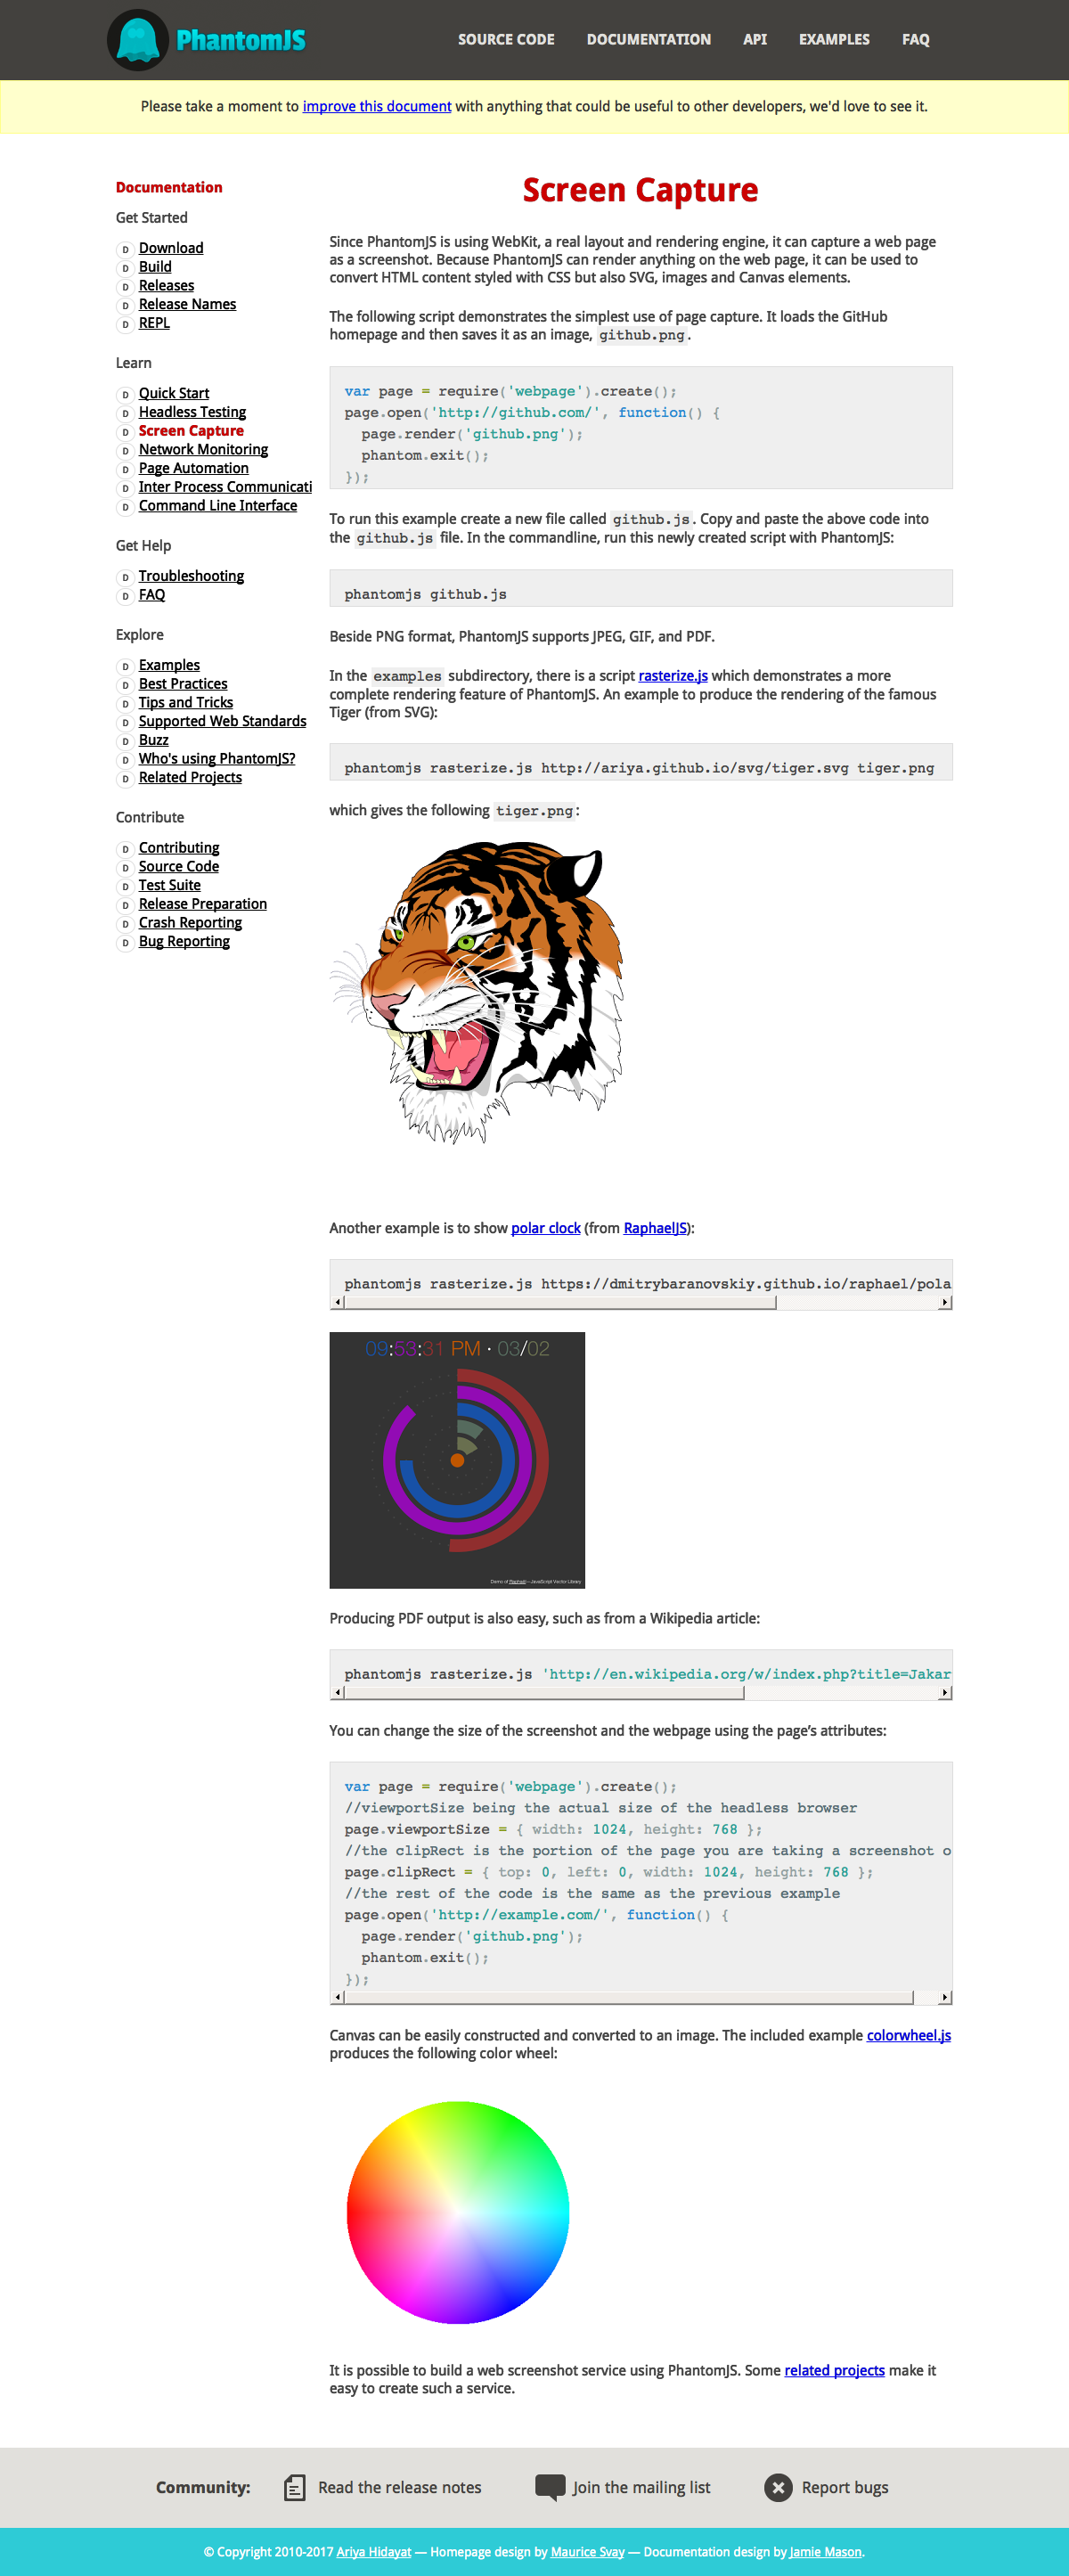 PhantomJS
SOURCE CODE DOCUMENTATION API EXAMPLES FAQ
Please take a moment to improve this document with anything that could be useful to other developers, we'd love to see it.
Documentation
Get Started
D Download
D Build
D Releases
D Release Names
D REPL
Learn
D Quick Start
D Headless Testing
D Screen Capture
D Network Monitoring
D Page Automation
D Inter Process Communicati
D Command Line Interface
Get Help
D Troubleshooting
D FAQ
Explore
D Examples
D Best Practices
D Tips and Tricks
D Supported Web Standards
D Buzz
D Who's using PhantomJS?
D Related Projects
Contribute
D Contributing
D Source Code
D Test Suite
D Release Preparation
D Crash Reporting
D Bug Reporting
Screen Capture
Since PhantomJS is using WebKit, a real layout and rendering engine, it can capture a web page
as a screenshot. Because PhantomJS can render anything on the web page, it can be used to
convert HTML content styled with CSS but also SVG, images and Canvas elements.
The following script demonstrates the simplest use of page capture. It loads the GitHub
homepage and then saves it as an image, github.png.
var page = require('webpage').create();
page.open('http://github.com/', function() {
page.render('github.png');
phantom.exit();
});
To run this example create a new file called github.js. Copy and paste the above code into
the github.js file. In the commandline, run this newly created script with PhantomJS:
phantomjs github.js
Beside PNG format, PhantomJS supports JPEG, GIF, and PDF.
In the examples subdirectory, there is a script rasterize.js which demonstrates a more
complete rendering feature of PhantomJS. An example to produce the rendering of the famous
Tiger (from SVG):
phantomjs rasterize.js http://ariya.github.io/svg/tiger.svg tiger.png
which gives the following tiger.png:
Another example is to show polar clock (from RaphaelJS):
phantomjs rasterize.js https://dmitrybaranovskiy.github.io/raphael/pola
09:53:31 PM · 03/02
Demo of Raphaël—JavaScript Vector Library
Producing PDF output is also easy, such as from a Wikipedia article:
phantomjs rasterize.js 'http://en.wikipedia.org/w/index.php?title=Jakar
You can change the size of the screenshot and the webpage using the page’s attributes:
var page = require('webpage').create();
//viewportSize being the actual size of the headless browser
page.viewportSize = { width: 1024, height: 768 };
//the clipRect is the portion of the page you are taking a screenshot o
page.clipRect = { top: 0, left: 0, width: 1024, height: 768 };
//the rest of the code is the same as the previous example
page.open('http://example.com/', function() {
page.render('github.png');
phantom.exit();
});
Canvas can be easily constructed and converted to an image. The included example colorwheel.js
produces the following color wheel:
It is possible to build a web screenshot service using PhantomJS. Some related projects make it
easy to create such a service.
Community: Read the release notes Join the mailing list Report bugs
© Copyright 2010-2017 Ariya Hidayat — Homepage design by Maurice Svay — Documentation design by Jamie Mason.